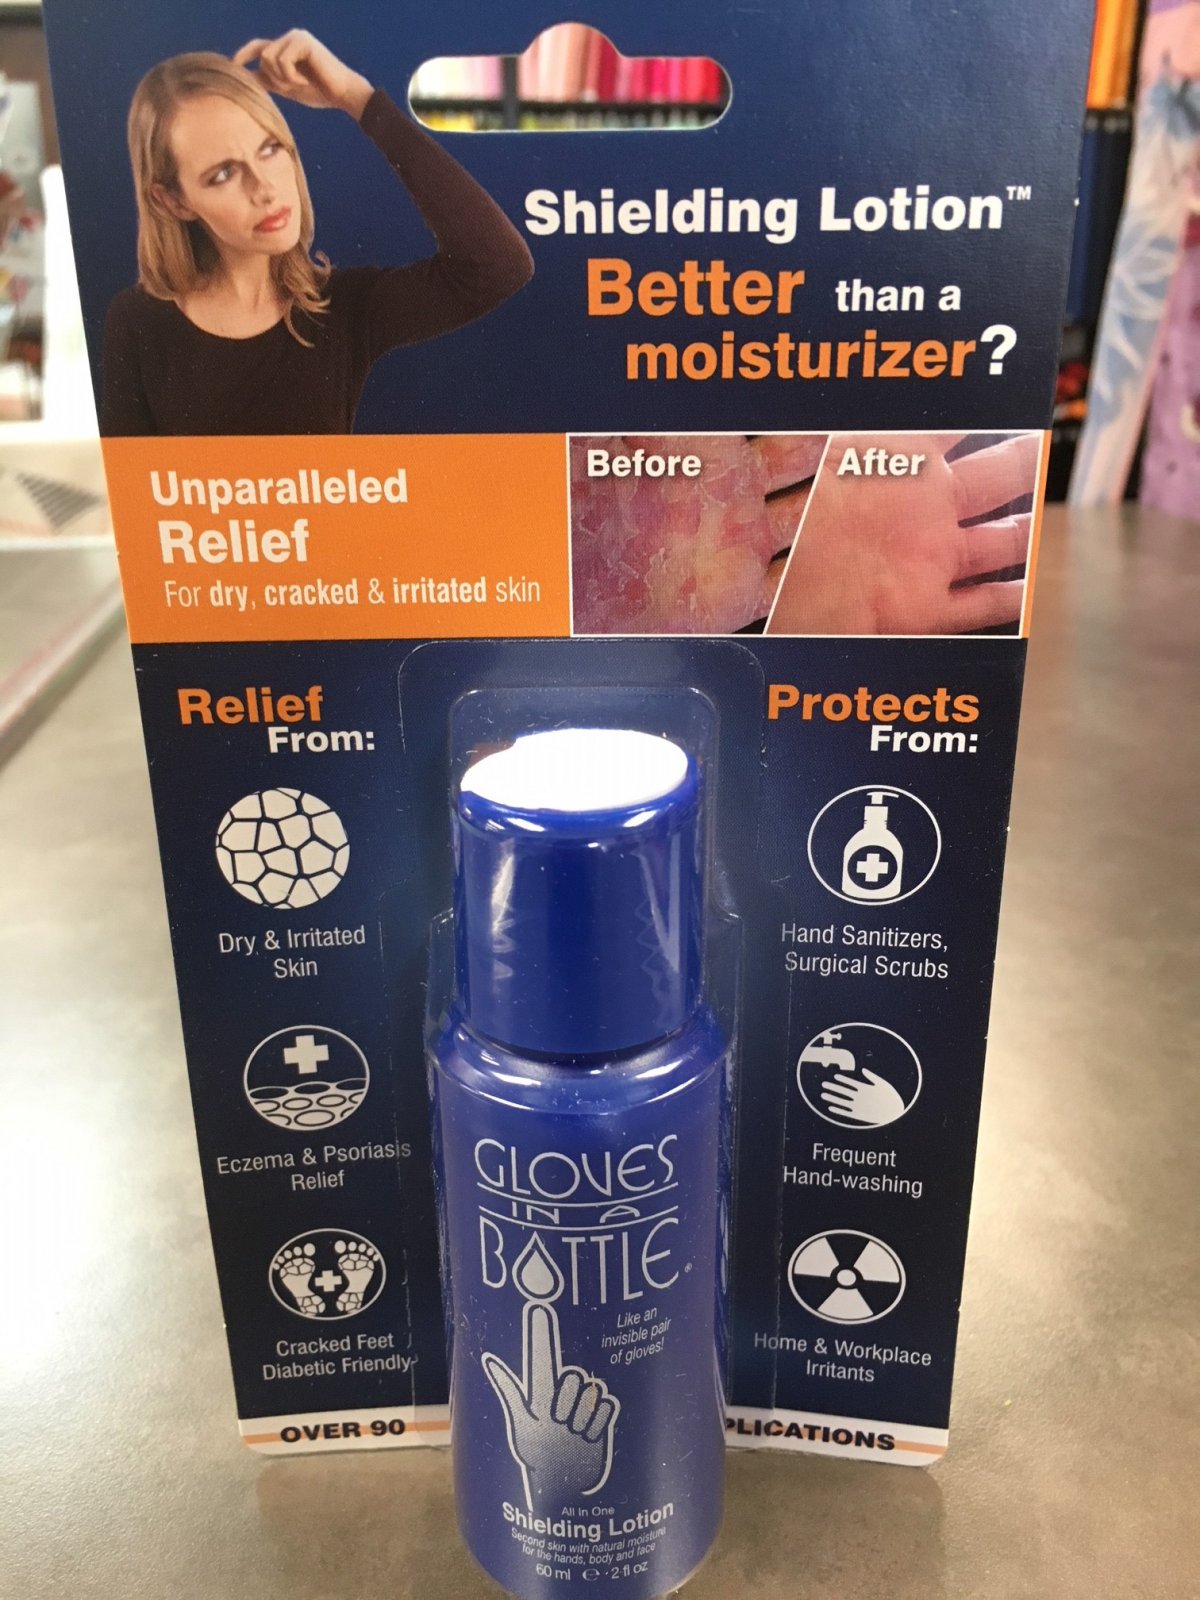 Shielding Lotion™
Better than a
moisturizer?
Unparalleled
Relief
For dry, cracked & irritated skin
Before
After
Relief
From:
Dry & Irritated
Skin
Eczema & Psoriasis
Relief
Cracked Feet
Diabetic Friendly
Protects
From:
Hand Sanitizers,
Surgical Scrubs
Frequent
Hand-washing
Home & Workplace
Irritants
OVER 90
PLICATIONS
GLOVES
IN A
BOTTLE®
Like an
invisible pair
of gloves!
All In One
Shielding Lotion
Second skin with natural moisture
for the hands, body and face
60 ml e · 2 fl oz